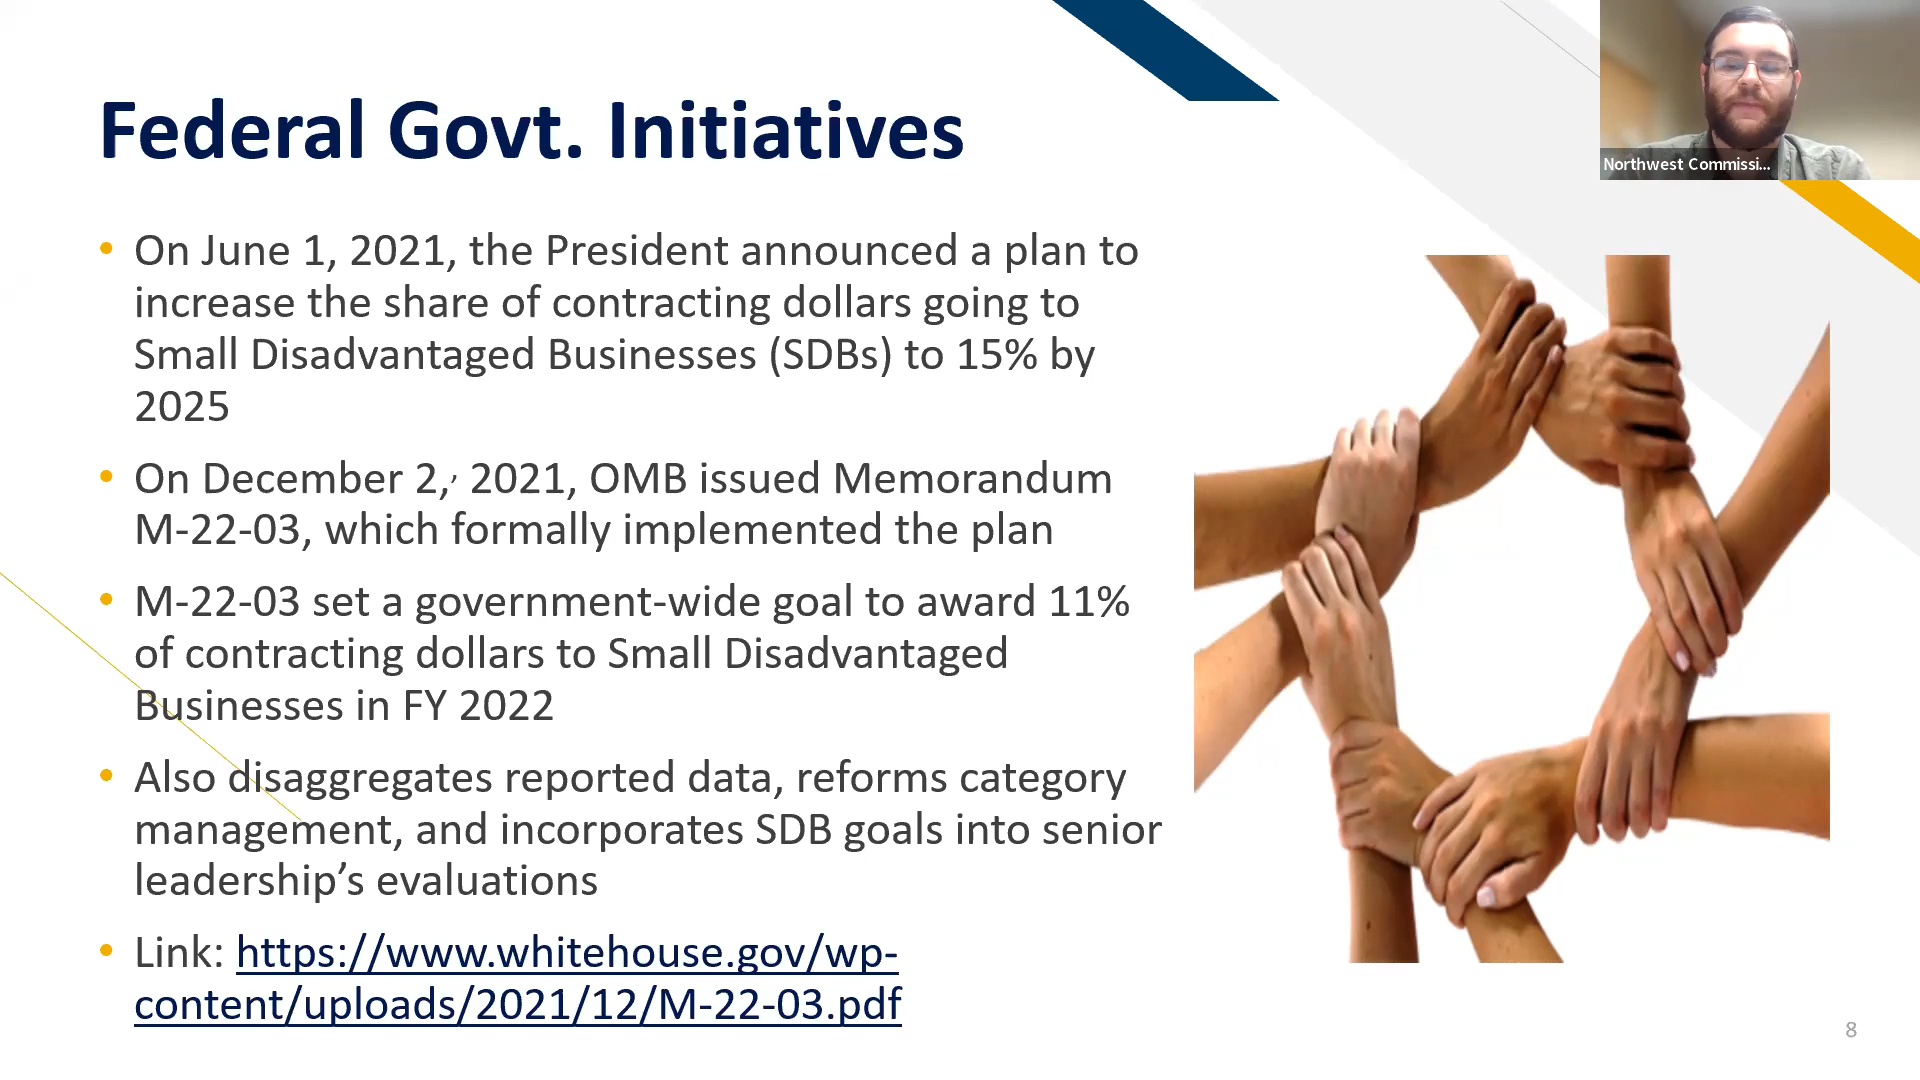 Northwest Commissi...
Federal Govt. Initiatives
• On June 1, 2021, the President announced a plan to
increase the share of contracting dollars going to
Small Disadvantaged Businesses (SDBs) to 15% by
2025
• On December 2,, 2021, OMB issued Memorandum
M-22-03, which formally implemented the plan
• M-22-03 set a government-wide goal to award 11%
of contracting dollars to Small Disadvantaged
Businesses in FY 2022
• Also disaggregates reported data, reforms category
management, and incorporates SDB goals into senior
leadership’s evaluations
• Link: https://www.whitehouse.gov/wp-
content/uploads/2021/12/M-22-03.pdf
8